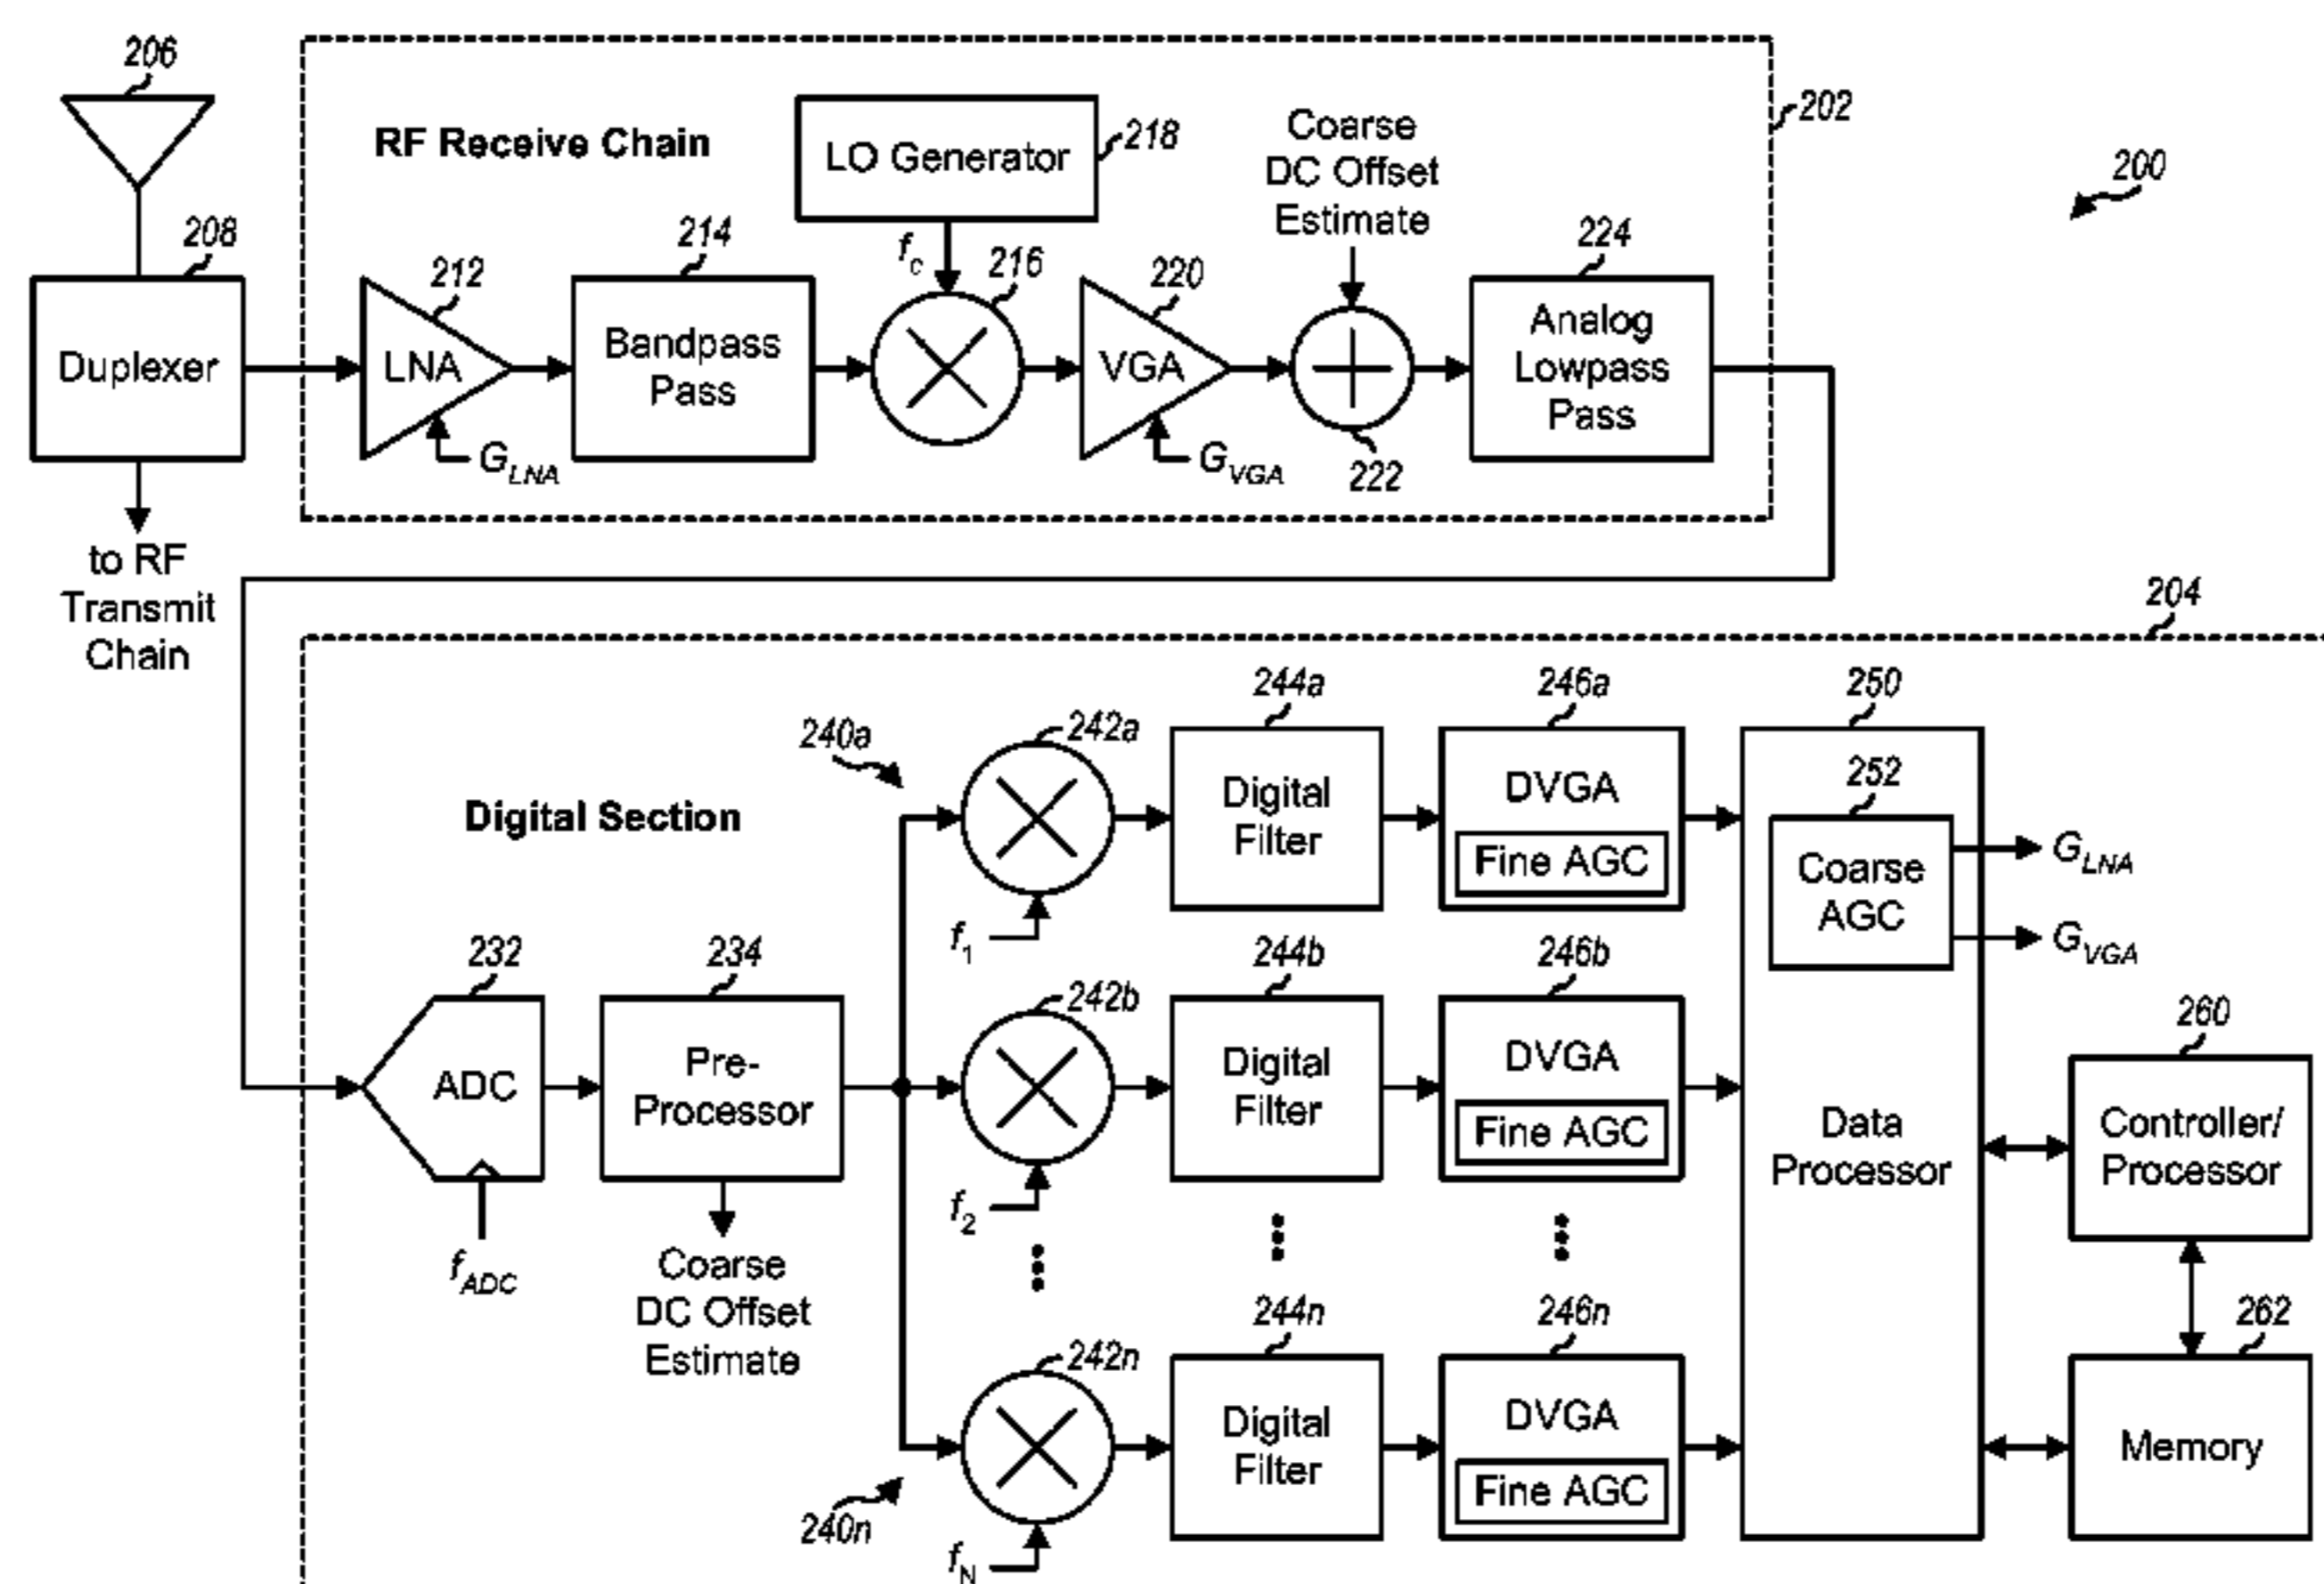 206
202
RF Receive Chain
LO Generator
218
Coarse
DC Offset
Estimate
200
208
212
214
f_c
216
220
224
Duplexer
LNA
Bandpass
Pass
VGA
Analog
Lowpass
Pass
G_LNA
G_VGA
222
to RF
Transmit
Chain
204
Digital Section
240a
242a
244a
246a
250
Digital
Filter
DVGA
Fine AGC
252
Coarse
AGC
G_LNA
G_VGA
f_1
232
234
242b
244b
246b
260
ADC
Pre-
Processor
Digital
Filter
DVGA
Fine AGC
Data
Processor
Controller/
Processor
f_2
f_ADC
Coarse
DC Offset
Estimate
242n
244n
246n
262
Digital
Filter
DVGA
Fine AGC
Memory
240n
f_N